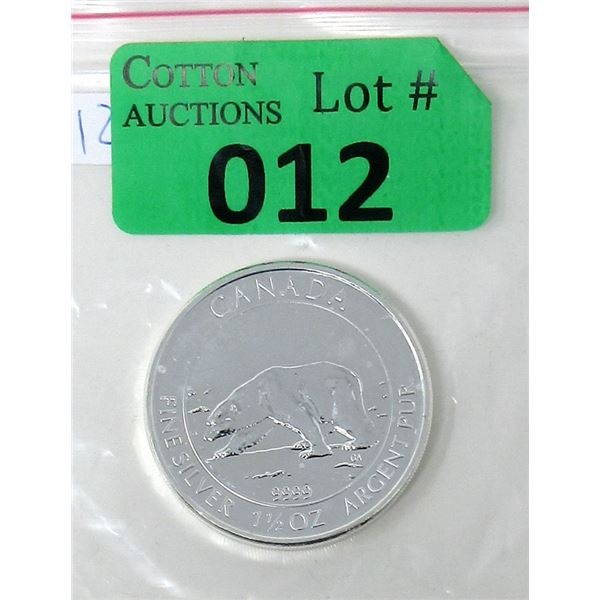 COTTON
AUCTIONS
Lot #
012
12
CANADA
FINE SILVER 1½ OZ ARGENT PUR
9999